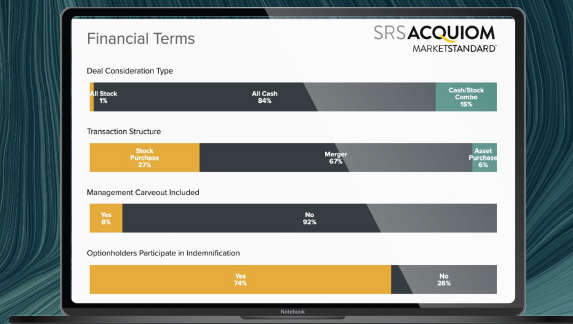 Financial Terms
SRSACQUIOM
MARKETSTANDARD
Deal Consideration Type
All Stock
1%
All Cash
84%
Cash/Stock
Combo
15%
Transaction Structure
Stock
Purchase
27%
Merger
67%
Asset
Purchase
6%
Management Carveout Included
Yes
8%
No
92%
Optionholders Participate in Indemnification
Yes
74%
No
26%
Notebook